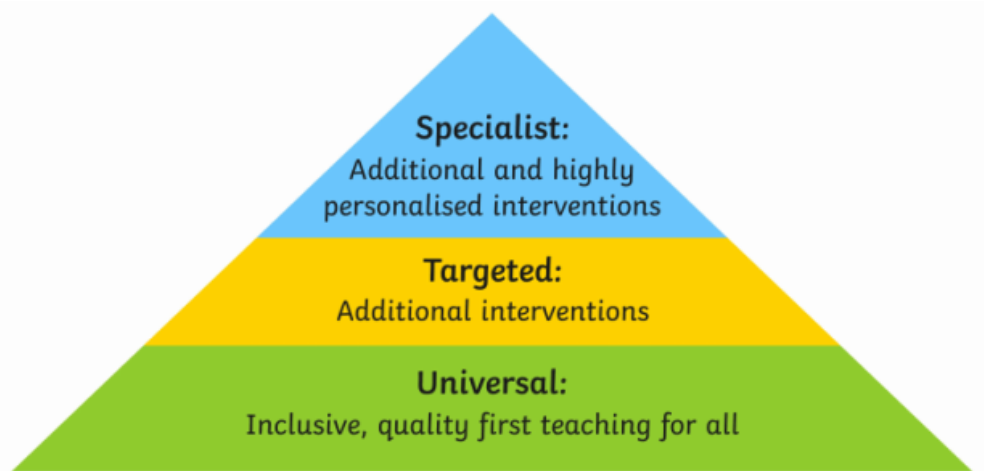 Specialist:
Additional and highly
personalised interventions
Targeted:
Additional interventions
Universal:
Inclusive, quality first teaching for all